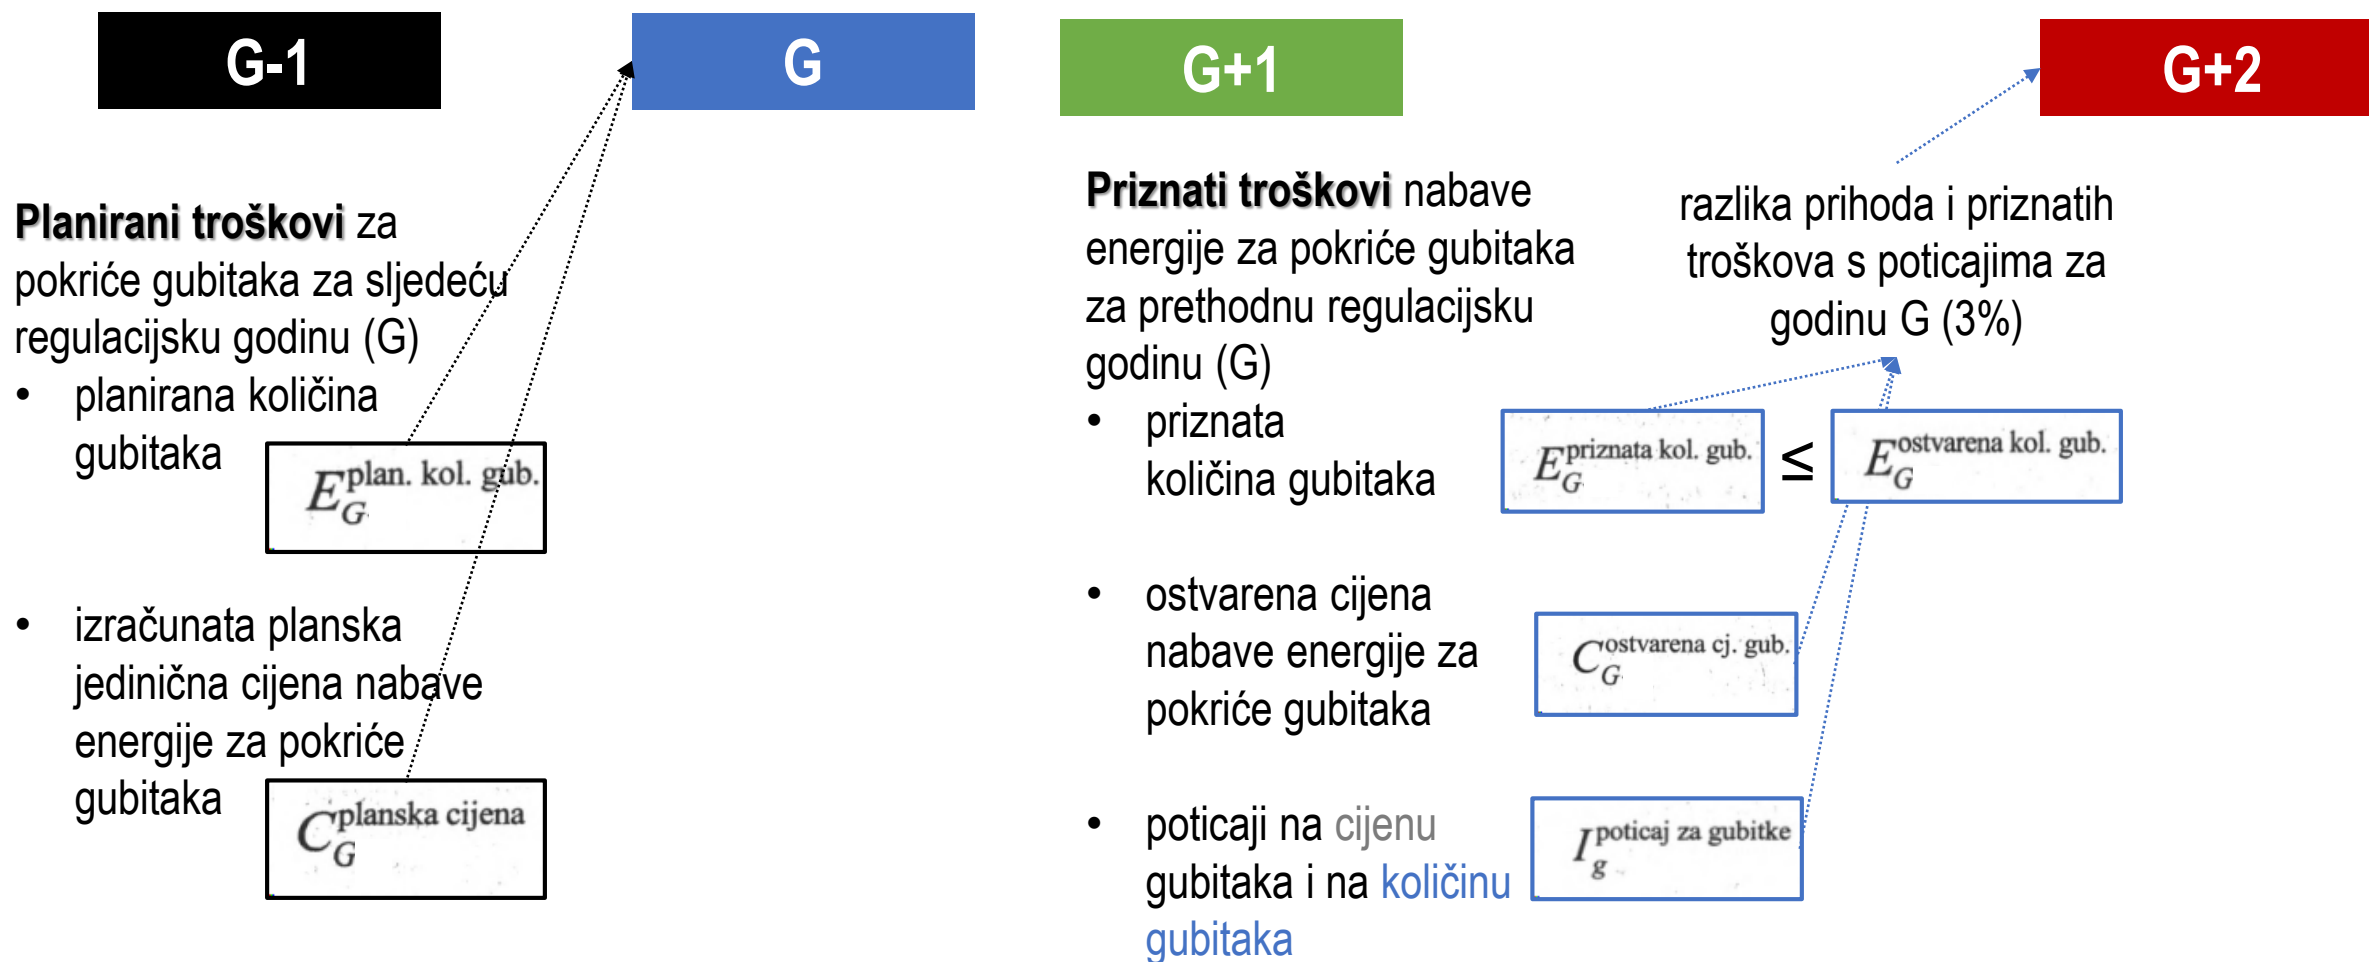 G-1
G
G+1
G+2
Planirani troškovi za
pokriće gubitaka za sljedeću
regulacijsku godinu (G)
• planirana količina
gubitaka
E_G^{plan. kol. gub.}
• izračunata planska
jedinična cijena nabave
energije za pokriće
gubitaka
C_G^{planska cijena}
Priznati troškovi nabave
energije za pokriće gubitaka
za prethodnu regulacijsku
godinu (G)
• priznata
količina gubitaka
E_G^{priznata kol. gub.} ≤ E_G^{ostvarena kol. gub.}
• ostvarena cijena
nabave energije za
pokriće gubitaka
C_G^{ostvarena cj. gub.}
• poticaji na cijenu
gubitaka i na količinu
gubitaka
I_g^{poticaj za gubitke}
razlika prihoda i priznatih
troškova s poticajima za
godinu G (3%)